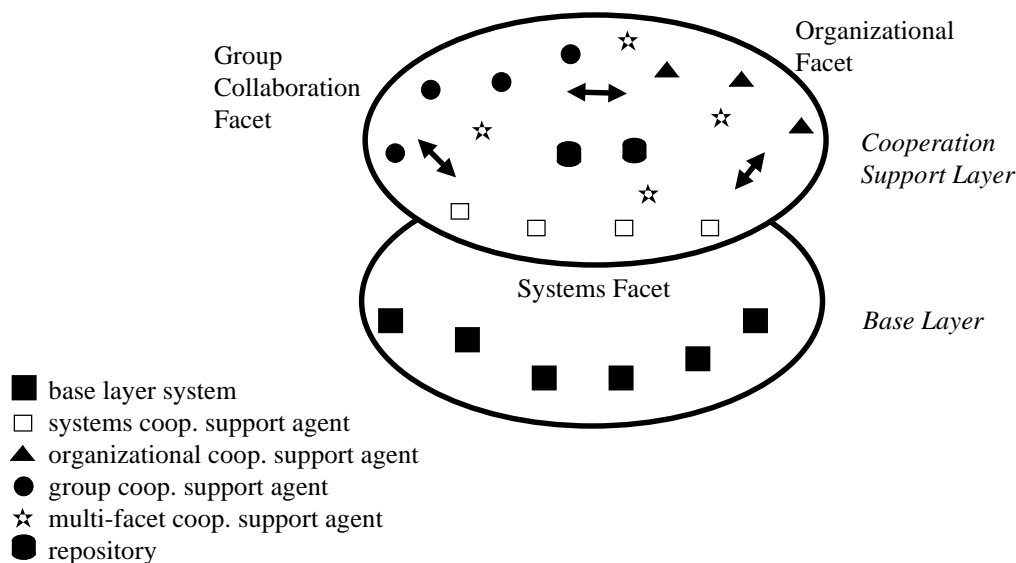 Group
Collaboration
Facet
Organizational
Facet
Cooperation
Support Layer
Systems Facet
Base Layer
base layer system
systems coop. support agent
organizational coop. support agent
group coop. support agent
multi-facet coop. support agent
repository